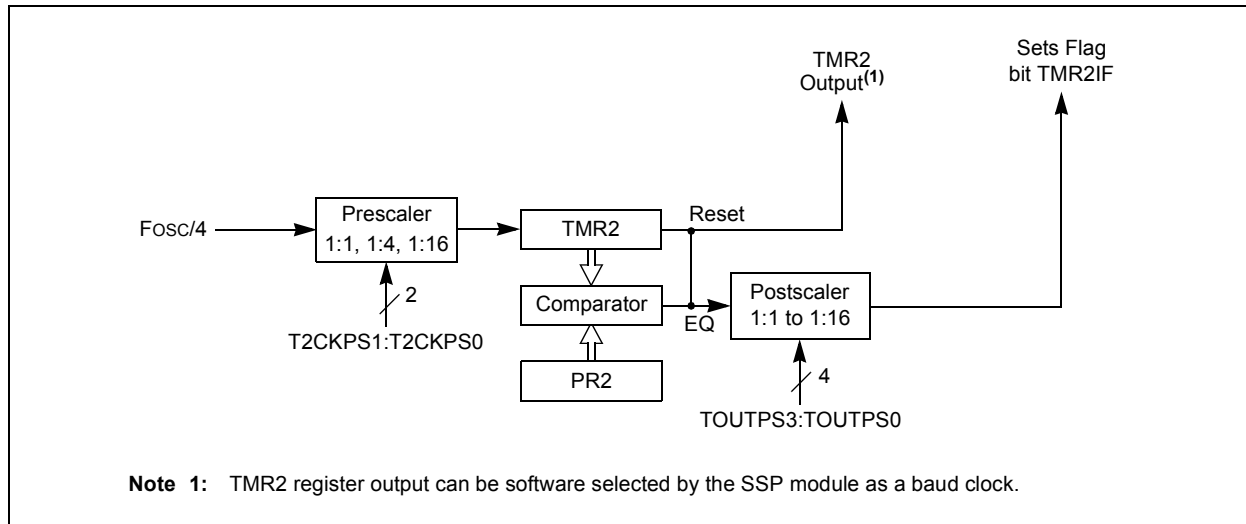 TMR2
Output(1)
Sets Flag
bit TMR2IF
FOSC/4
Prescaler
1:1, 1:4, 1:16
2
T2CKPS1:T2CKPS0
TMR2
Reset
Comparator
EQ
PR2
Postscaler
1:1 to 1:16
4
TOUTPS3:TOUTPS0
Note 1: TMR2 register output can be software selected by the SSP module as a baud clock.